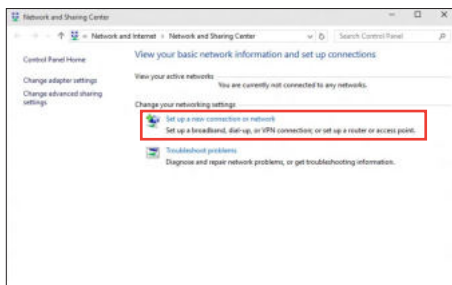 Network and Sharing Center
« Network and Internet › Network and Sharing Center
Search Control Panel
Control Panel Home
Change adapter settings
Change advanced sharing
settings
View your basic network information and set up connections
View your active networks
You are currently not connected to any networks.
Change your networking settings
Set up a new connection or network
Set up a broadband, dial-up, or VPN connection; or set up a router or access point.
Troubleshoot problems
Diagnose and repair network problems, or get troubleshooting information.